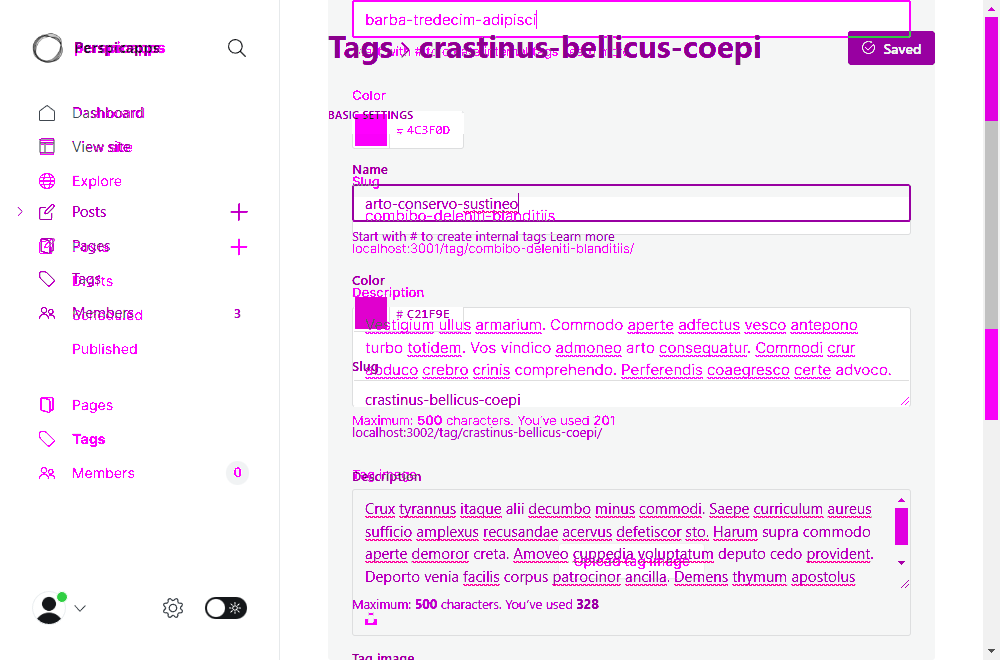 barba-tredecim-adipisci
Perspicapps
Tags
crastinus-bellicus-coepi
Saved
Color
Dashboard
BASIC SETTINGS
4C3F0D
View site
Name
Explore
Slug
arto-conservo-sustineo
Posts
combibo-deleniti-blanditiis
Start with # to create internal tags Learn more
Pages
localhost:3001/tag/combibo-deleniti-blanditiis/
Tags
Drafts
Color
Description
# C21F9E
Members
3
Scheduled
Vestigium ullus armarium. Commodo aperte adfectus vesco antepono
turbo totidem. Vos vindico admoneo arto consequatur. Commodi crur
Published
Slug
obduco crebro crinis comprehendo. Perferendis coaegresco certe advoco.
crastinus-bellicus-coepi
Pages
Maximum: 500 characters. You've used 201
localhost:3002/tag/crastinus-bellicus-coepi/
Tags
Members
0
Tag image
Description
Crux tyrannus itaque alii decumbo minus commodi. Saepe curriculum aureus
sufficio amplexus recusandae acervus defetiscor sto. Harum supra commodo
aperte demoror creta. Amoveo cuppedia voluptatum deputo cedo provident.
Upload tag image
Deporto venia facilis corpus patrocinor ancilla. Demens thymum apostolus
Maximum: 500 characters. You've used 328
Tag image